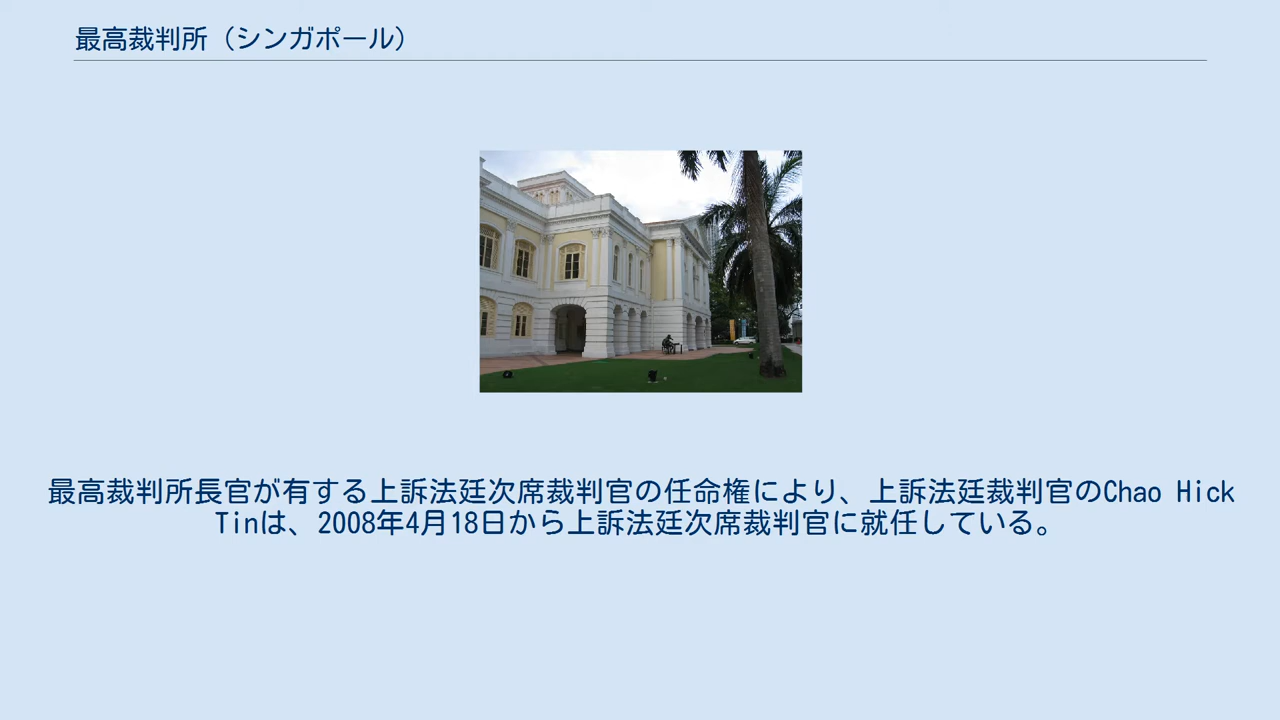 最高裁判所（シンガポール）
最高裁判所長官が有する上訴法廷次席裁判官の任命権により、上訴法廷裁判官のChao Hick
Tinは、2008年4月18日から上訴法廷次席裁判官に就任している。